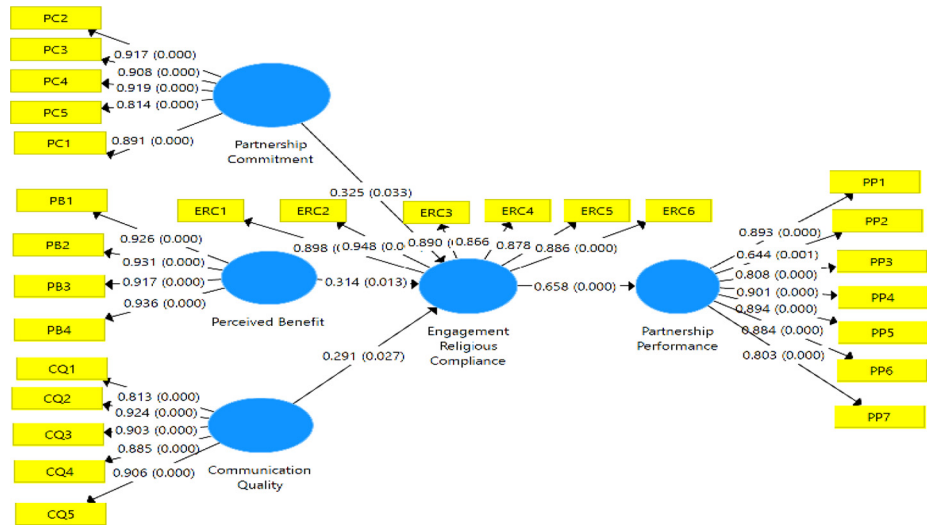 PC2
PC3
PC4
PC5
PC1
0.917 (0.000)
0.908 (0.000)
0.919 (0.000)
0.814 (0.000)
0.891 (0.000)
Partnership
Commitment
0.325 (0.033)
PB1
PB2
PB3
PB4
0.926 (0.000)
0.931 (0.000)
0.917 (0.000)
0.936 (0.000)
Perceived Benefit
0.314 (0.013)
CQ1
CQ2
CQ3
CQ4
CQ5
0.813 (0.000)
0.924 (0.000)
0.903 (0.000)
0.885 (0.000)
0.906 (0.000)
Communication
Quality
0.291 (0.027)
ERC1
ERC2
ERC3
ERC4
ERC5
ERC6
0.898
0.948 (0.0
0.890
0.866
0.878
0.886 (0.000)
Engagement
Religious
Compliance
0.658 (0.000)
Partnership
Performance
PP1
PP2
PP3
PP4
PP5
PP6
PP7
0.893 (0.000)
0.644 (0.001)
0.808 (0.000)
0.901 (0.000)
0.894 (0.000)
0.884 (0.000)
0.803 (0.000)